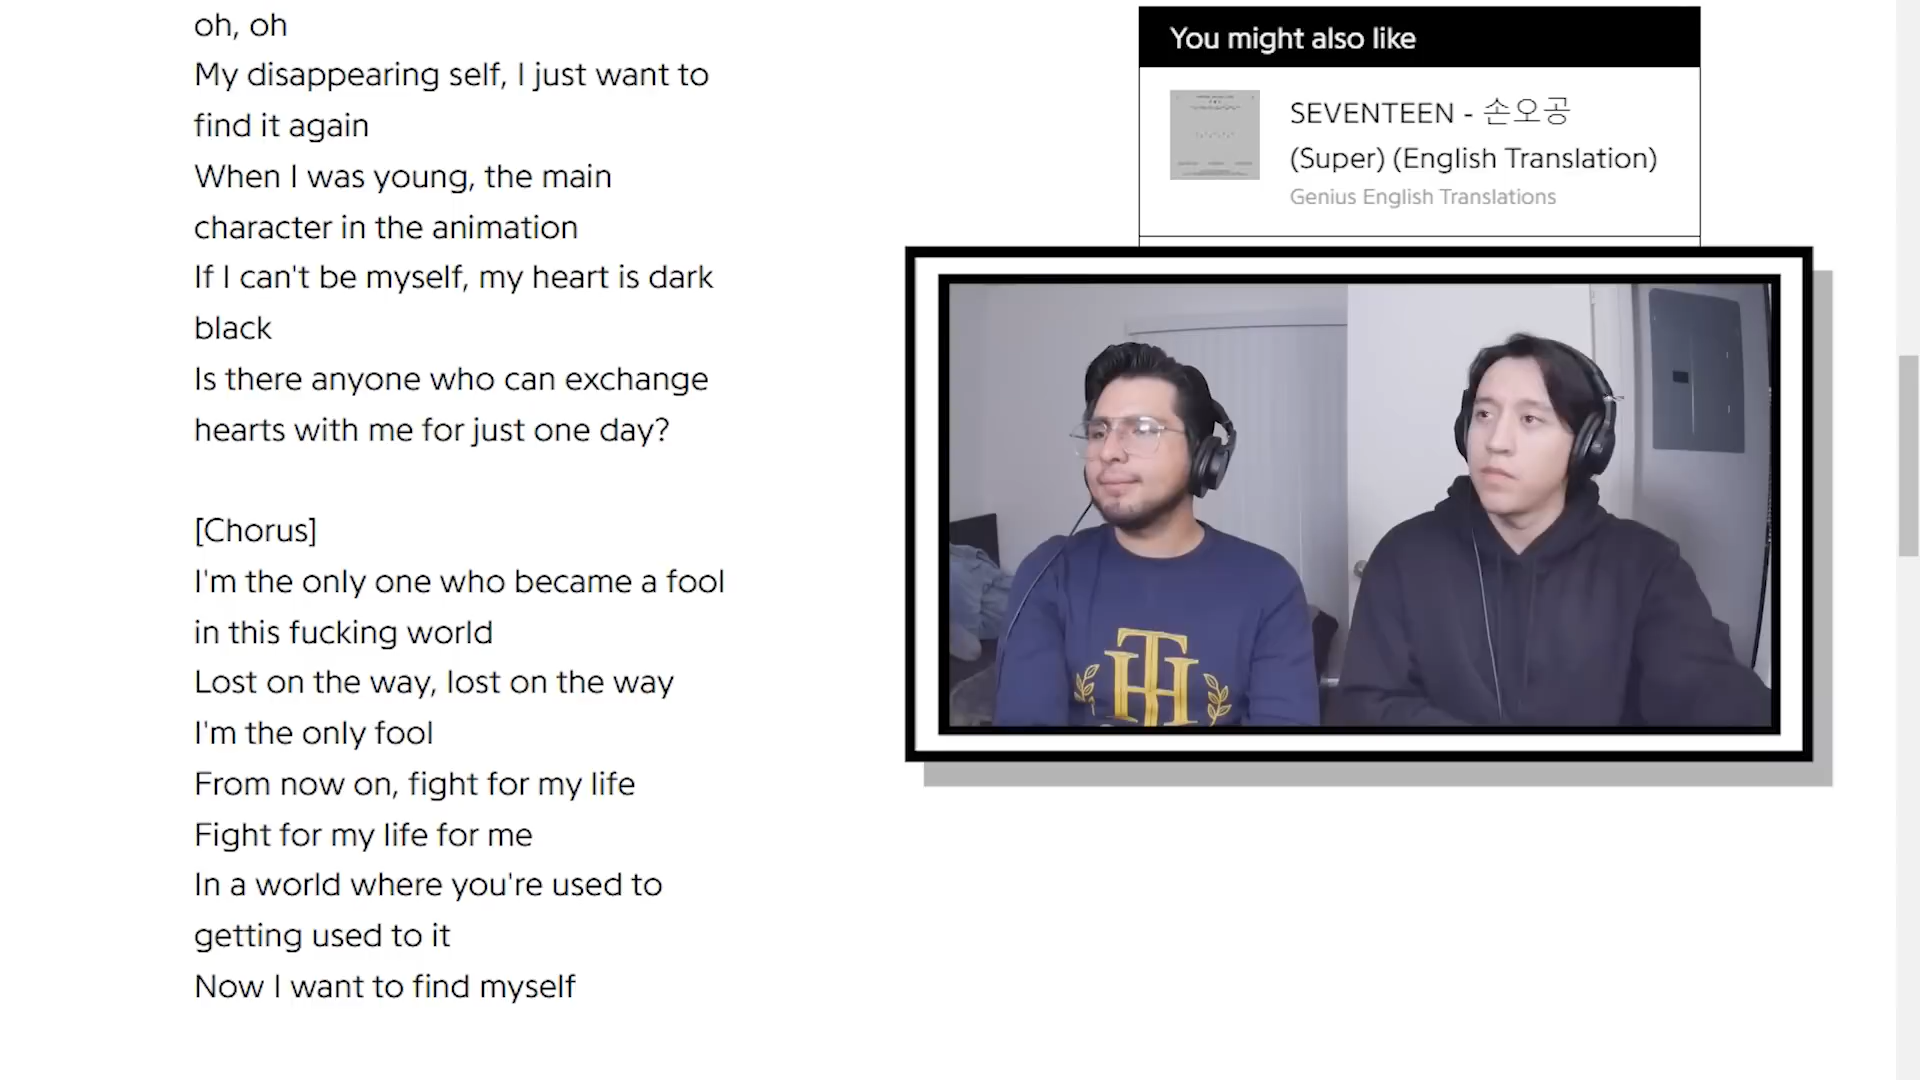 oh, oh
My disappearing self, I just want to
find it again
When I was young, the main
character in the animation
If I can't be myself, my heart is dark
black
Is there anyone who can exchange
hearts with me for just one day?
[Chorus]
I'm the only one who became a fool
in this fucking world
Lost on the way, lost on the way
I'm the only fool
From now on, fight for my life
Fight for my life for me
In a world where you're used to
getting used to it
Now I want to find myself
You might also like
SEVENTEEN - 손오공
(Super) (English Translation)
Genius English Translations
TH